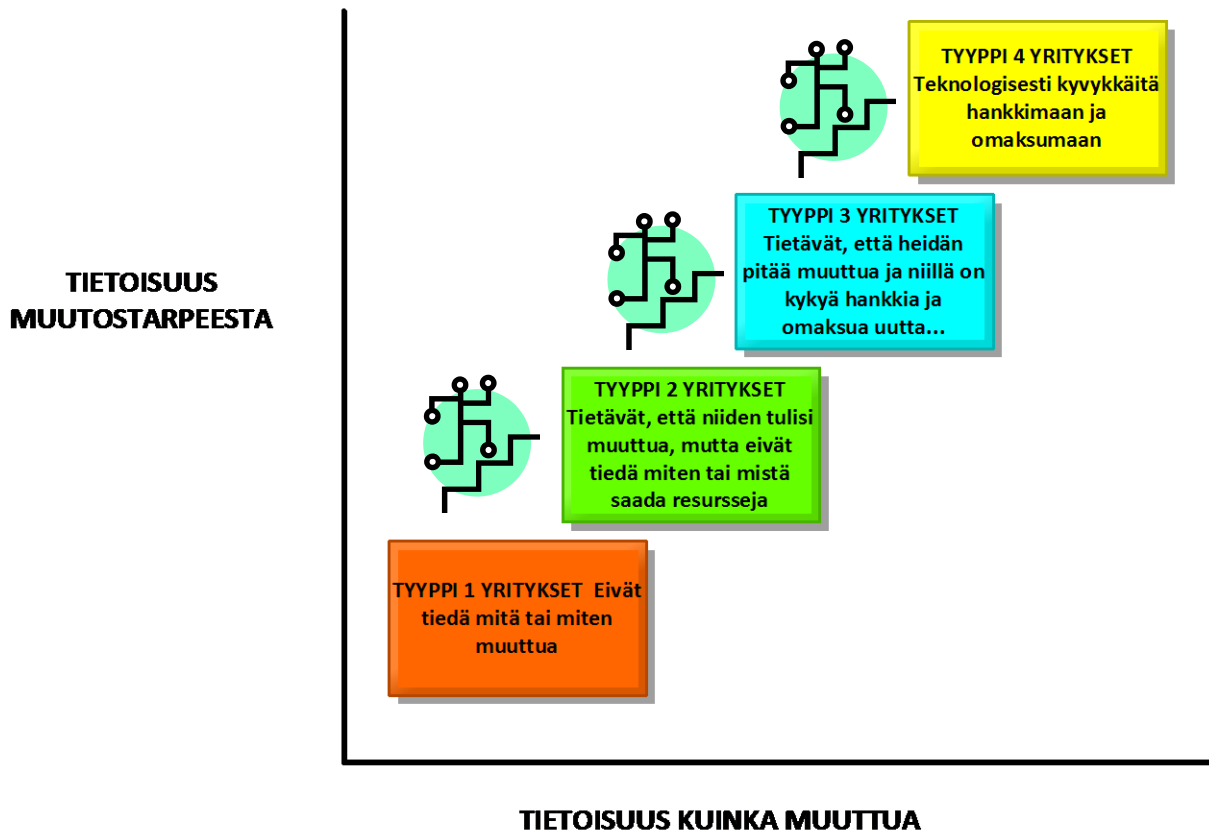 TYYPPI 4 YRITYKSET
Teknologisesti kyvykkäitä
hankkimaan ja
omaksumaan
TYYPPI 3 YRITYKSET
Tietävät, että heidän
pitää muuttua ja niillä on
kykyä hankkia ja
omaksua uutta...
TIETOISUUS
MUUTOSTARPEESTA
TYYPPI 2 YRITYKSET
Tietävät, että niiden tulisi
muuttua, mutta eivät
tiedä miten tai mistä
saada resursseja
TYYPPI 1 YRITYKSET Eivät
tiedä mitä tai miten
muuttua
TIETOISUUS KUINKA MUUTTUA